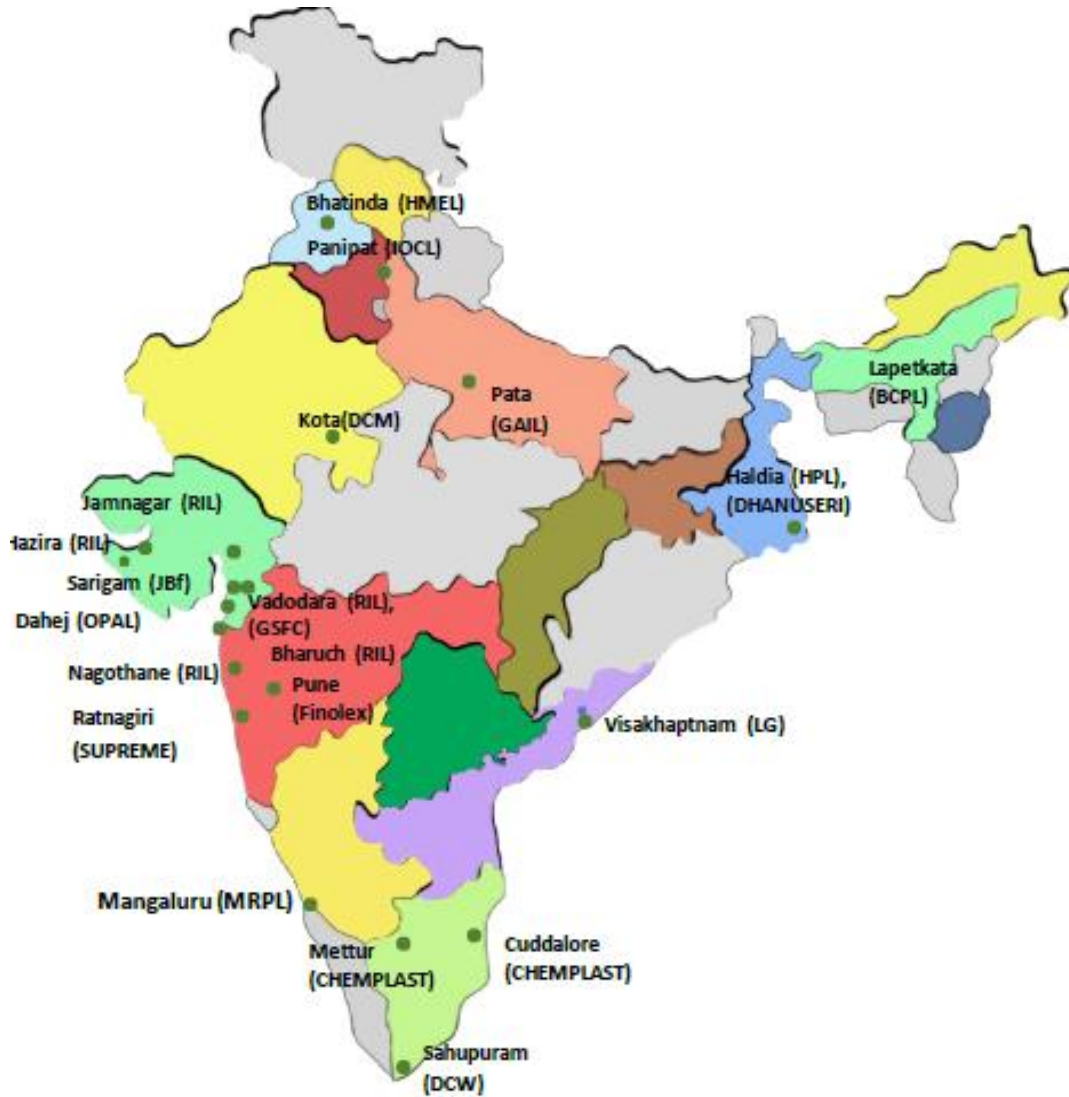 Bhatinda (HMEL)
Panipat (IOCL)
Lapetkata
(BCPL)
Pata
(GAIL)
Kota(DCM)
Haldia (HPL),
(DHANUSERI)
Jamnagar (RIL)
Hazira (RIL)
Sarigam (JBf)
Dahej (OPAL)
Vadodara (RIL),
(GSFC)
Bharuch (RIL)
Nagothane (RIL)
Pune
(Finolex)
Ratnagiri
(SUPREME)
Visakhaptnam (LG)
Mangaluru (MRPL)
Mettur
(CHEMPLAST)
Cuddalore
(CHEMPLAST)
Sahupuram
(DCW)